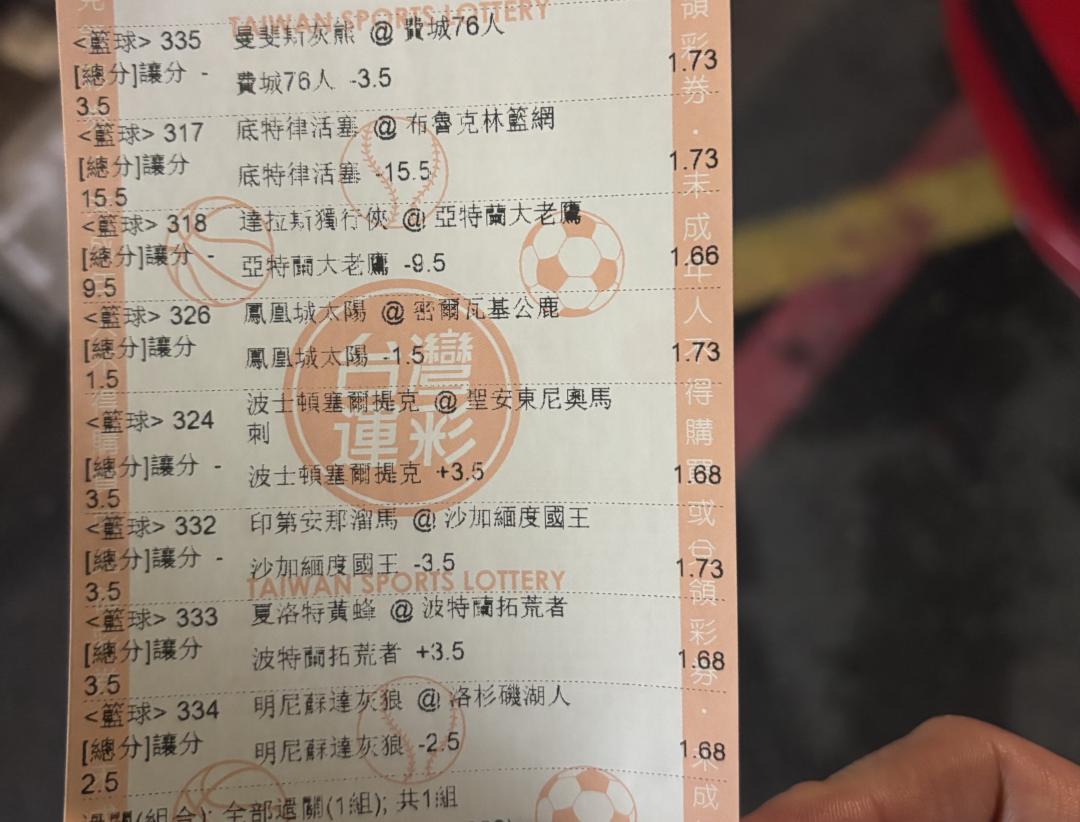 TAIWAN SPORTS LOTTERY
<籃球> 335 曼斐斯灰熊 @ 費城76人
[總分]讓分 - 費城76人 -3.5 1.73
3.5
<籃球> 317 底特律活塞 @ 布魯克林籃網
[總分]讓分 底特律活塞 -15.5 1.73
15.5
<籃球> 318 達拉斯獨行俠 @ 亞特蘭大老鷹
[總分]讓分 - 亞特蘭大老鷹 -9.5 1.66
9.5
<籃球> 326 鳳凰城太陽 @ 密爾瓦基公鹿
[總分]讓分 鳳凰城太陽 -1.5 1.73
1.5
台灣
運彩
<籃球> 324 波士頓塞爾提克 @ 聖安東尼奧馬
刺
[總分]讓分 - 波士頓塞爾提克 +3.5 1.68
3.5
<籃球> 332 印第安那溜馬 @ 沙加緬度國王
[總分]讓分 - 沙加緬度國王 -3.5 1.73
3.5
TAIWAN SPORTS LOTTERY
<籃球> 333 夏洛特黃蜂 @ 波特蘭拓荒者
[總分]讓分 波特蘭拓荒者 +3.5 1.68
3.5
<籃球> 334 明尼蘇達灰狼 @ 洛杉磯湖人
[總分]讓分 明尼蘇達灰狼 -2.5 1.68
2.5
過關(組合): 全部過關(1組); 共1組
領彩券．未成年人不得購買或兌領彩券．未成